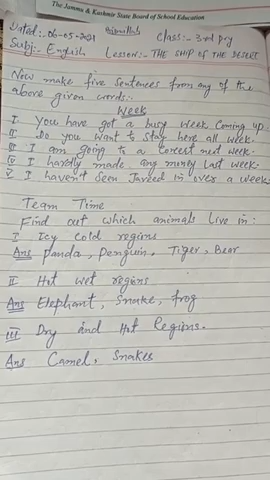 The Jammu & Kashmir State Board of School Education
Dated:- 06-05-2021 Class:- 3rd Pry
Subj:- English Lesson:- THE SHIP OF THE DESERT
Now make five Sentences from any of the
above given words:-
Week
I You have got a busy week coming up
II Do you want to stay here all week.
III I am going to a concert next week.
IV I hardly made any money last week.
V I haven't seen Javeed in over a week.
Team Time
Find out which animals live in:
I Icy cold regions
Ans Panda, Penguin, Tiger, Bear
II Hot wet regions
Ans Elephant, Snake, frog
III Dry and Hot Regions.
Ans Camel, Snakes